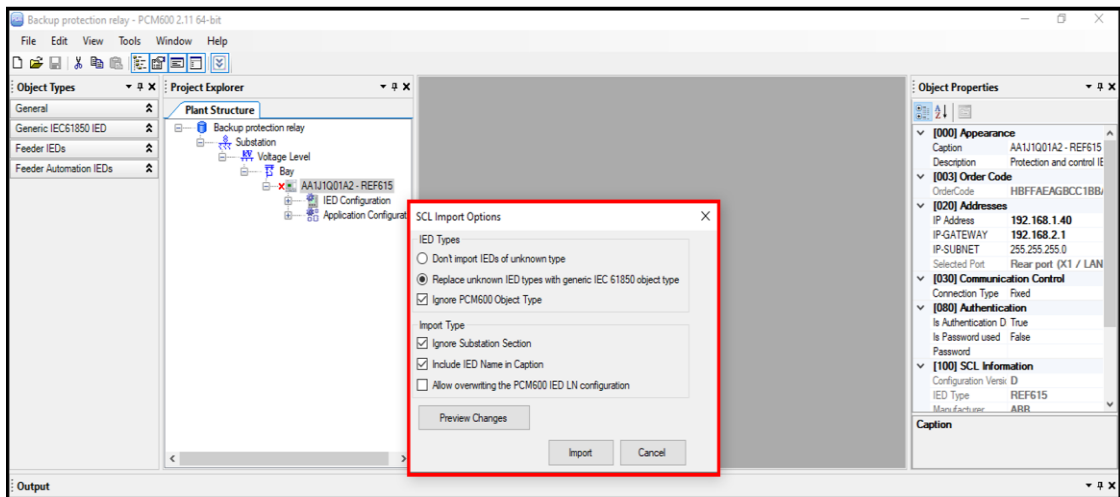 Backup protection relay - PCM600 2.11 64-bit
File Edit View Tools Window Help
Object Types
General
Generic IEC61850 IED
Feeder IEDs
Feeder Automation IEDs
Project Explorer
Plant Structure
Backup protection relay
Substation
Voltage Level
Bay
AA1J1Q01A2 - REF615
IED Configuration
Application Configurat
SCL Import Options
IED Types
Don't import IEDs of unknown type
Replace unknown IED types with generic IEC 61850 object type
Ignore PCM600 Object Type
Import Type
Ignore Substation Section
Include IED Name in Caption
Allow overwriting the PCM600 IED LN configuration
Preview Changes
Import Cancel
Object Properties
[000] Appearance
Caption AA1J1Q01A2 - REF615
Description Protection and control IE
[003] Order Code
OrderCode HBFFAEAGBCC1BB
[020] Addresses
IP Address 192.168.1.40
IP-GATEWAY 192.168.2.1
IP-SUBNET 255.255.255.0
Selected Port Rear port (X1 / LAN
[030] Communication Control
Connection Type Fixed
[080] Authentication
Is Authentication D True
Is Password used False
Password
[100] SCL Information
Configuration Versi D
IED Type REF615
Manufacturer ABB
Caption
Output